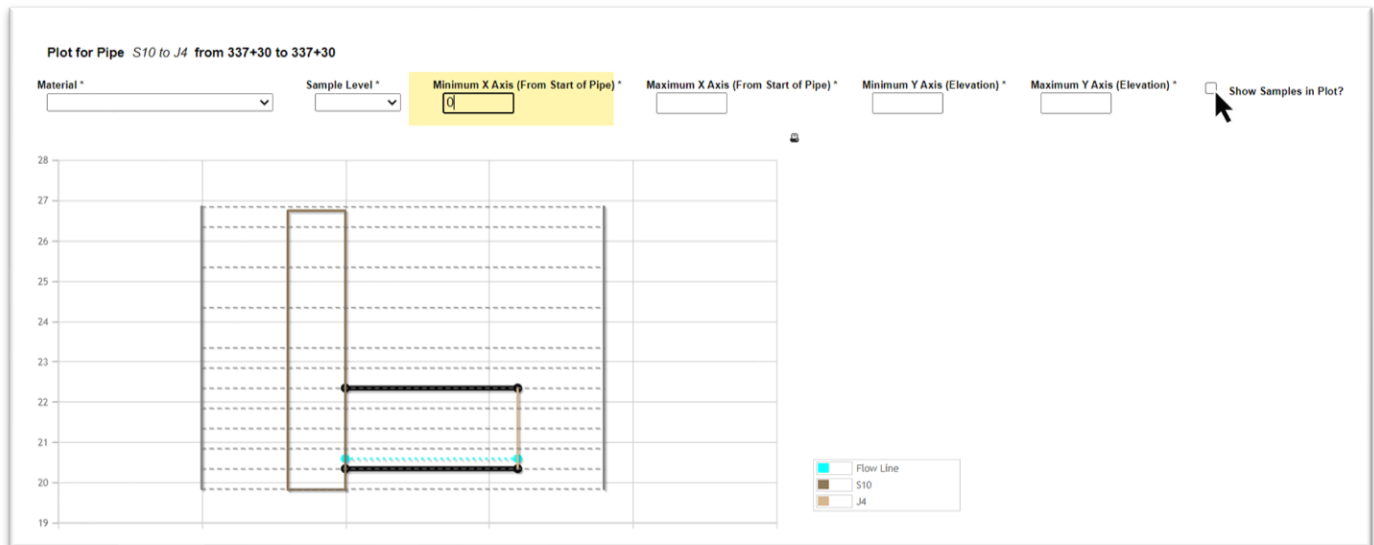 Plot for Pipe S10 to J4 from 337+30 to 337+30
Material * Sample Level * Minimum X Axis (From Start of Pipe) * Maximum X Axis (From Start of Pipe) * Minimum Y Axis (Elevation) * Maximum Y Axis (Elevation) * Show Samples in Plot?
0
28
27
26
25
24
23
22
21
20
19
Flow Line
S10
J4